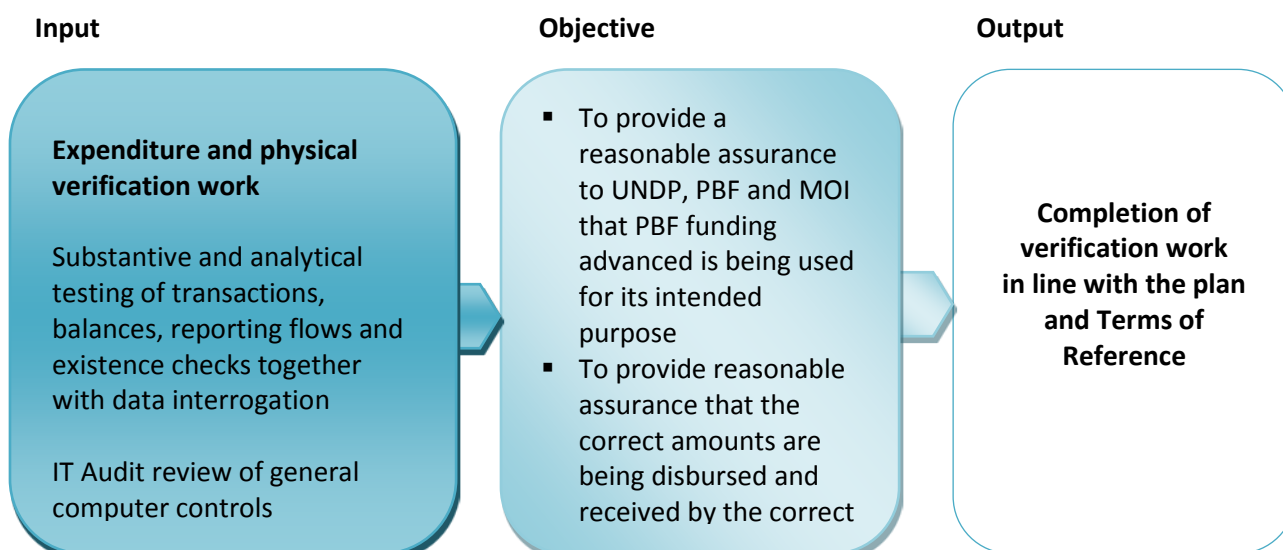 Input
Expenditure and physical
verification work
Substantive and analytical
testing of transactions,
balances, reporting flows and
existence checks together
with data interrogation
IT Audit review of general
computer controls
Objective
▪ To provide a
reasonable assurance
to UNDP, PBF and MOI
that PBF funding
advanced is being used
for its intended
purpose
▪ To provide reasonable
assurance that the
correct amounts are
being disbursed and
received by the correct
Output
Completion of
verification work
in line with the plan
and Terms of
Reference